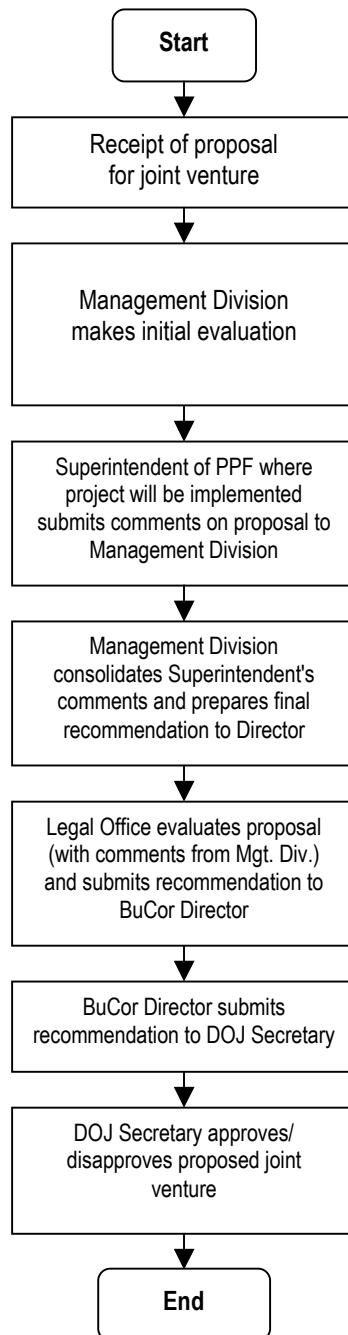 Start
Receipt of proposal
for joint venture
Management Division
makes initial evaluation
Superintendent of PPF where
project will be implemented
submits comments on proposal to
Management Division
Management Division
consolidates Superintendent's
comments and prepares final
recommendation to Director
Legal Office evaluates proposal
(with comments from Mgt. Div.)
and submits recommendation to
BuCor Director
BuCor Director submits
recommendation to DOJ Secretary
DOJ Secretary approves/
disapproves proposed joint
venture
End